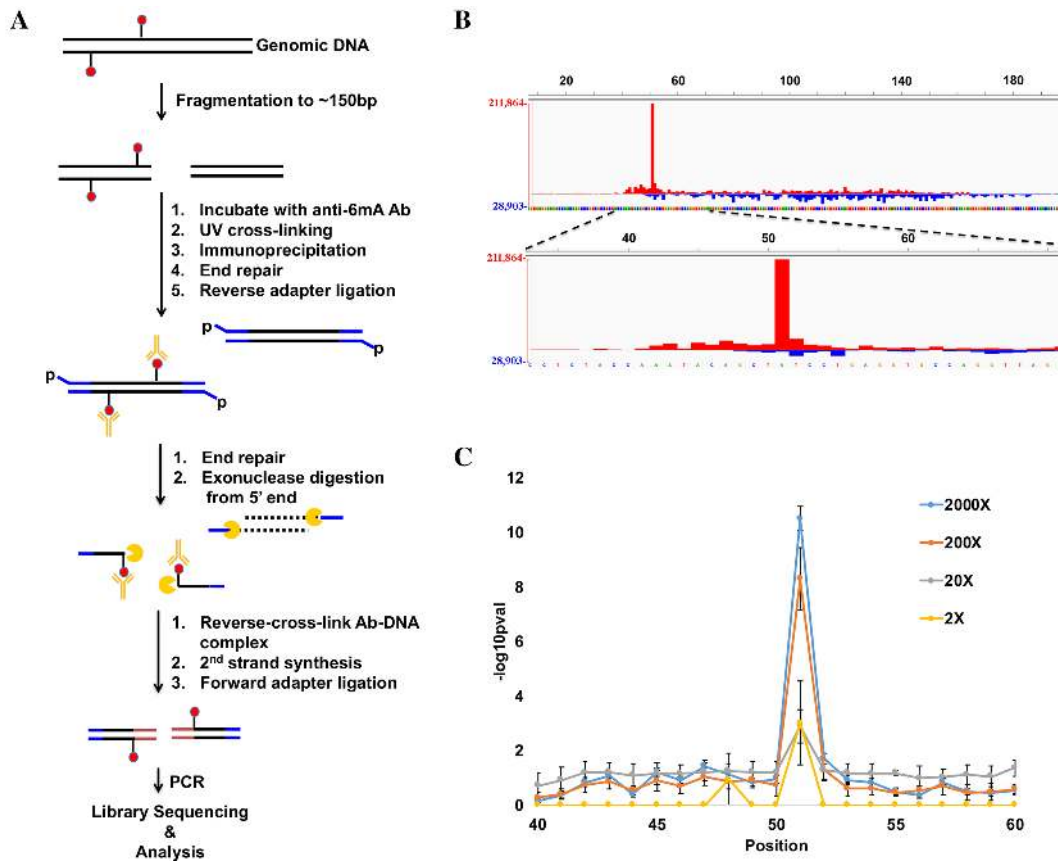 A
Genomic DNA
Fragmentation to ~150bp
1. Incubate with anti-6mA Ab
2. UV cross-linking
3. Immunoprecipitation
4. End repair
5. Reverse adapter ligation
p
p
p
p
1. End repair
2. Exonuclease digestion
from 5' end
1. Reverse-cross-link Ab-DNA
complex
2. 2nd strand synthesis
3. Forward adapter ligation
PCR
Library Sequencing
&
Analysis
B
20 60 100 140 180
211,864
28,903
40 50 60
211,864
28,903
C
12
10
8
6
4
2
0
-log10pval
40 45 50 55 60
Position
2000X
200X
20X
2X